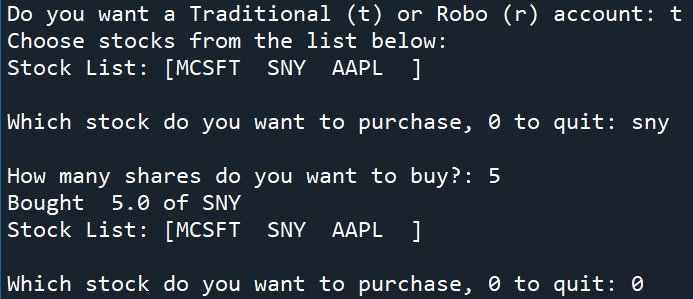 Do you want a Traditional (t) or Robo (r) account: t
Choose stocks from the list below:
Stock List: [MCSFT  SNY  AAPL  ]
Which stock do you want to purchase, 0 to quit: sny
How many shares do you want to buy?: 5
Bought  5.0 of SNY
Stock List: [MCSFT  SNY  AAPL  ]
Which stock do you want to purchase, 0 to quit: 0